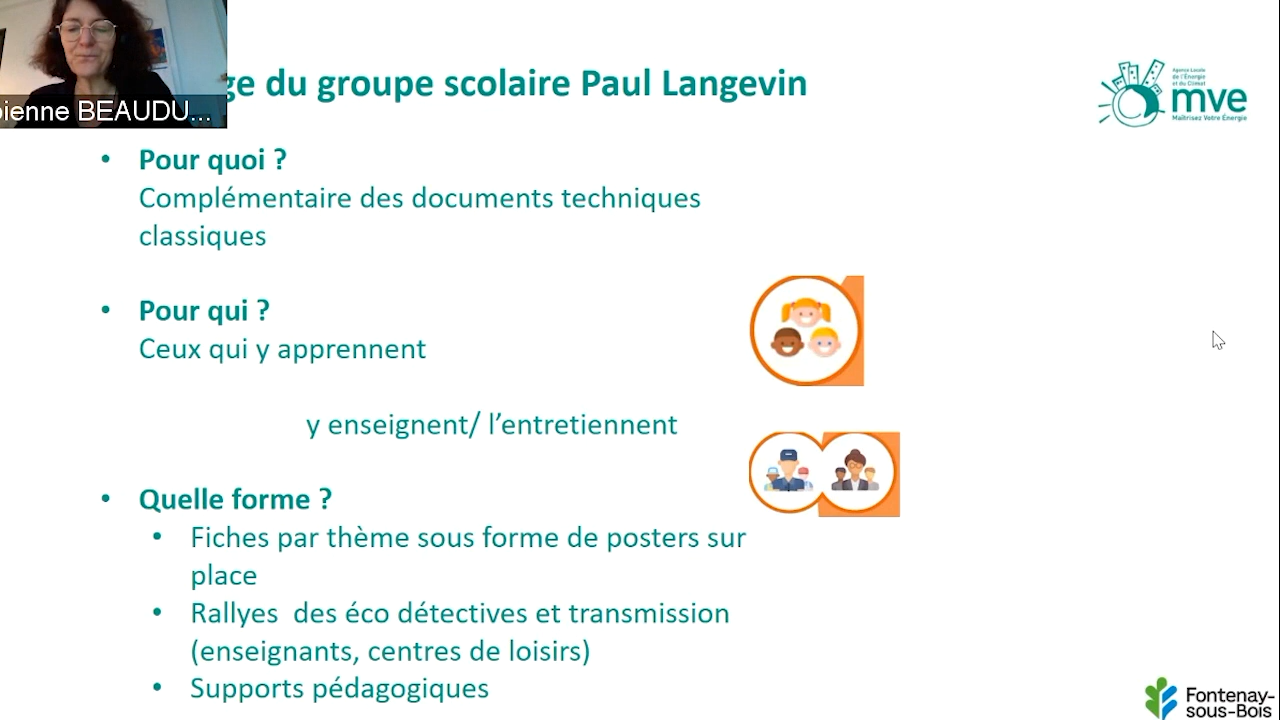 ge du groupe scolaire Paul Langevin
ienne BEAUDU...
Agence Locale
de l'Énergie
et du Climat
mve
Maîtrisez Votre Énergie
• Pour quoi ?
Complémentaire des documents techniques
classiques
• Pour qui ?
Ceux qui y apprennent
y enseignent/ l'entretiennent
• Quelle forme ?
• Fiches par thème sous forme de posters sur
place
• Rallyes des éco détectives et transmission
(enseignants, centres de loisirs)
• Supports pédagogiques
Fontenay-
sous-Bois